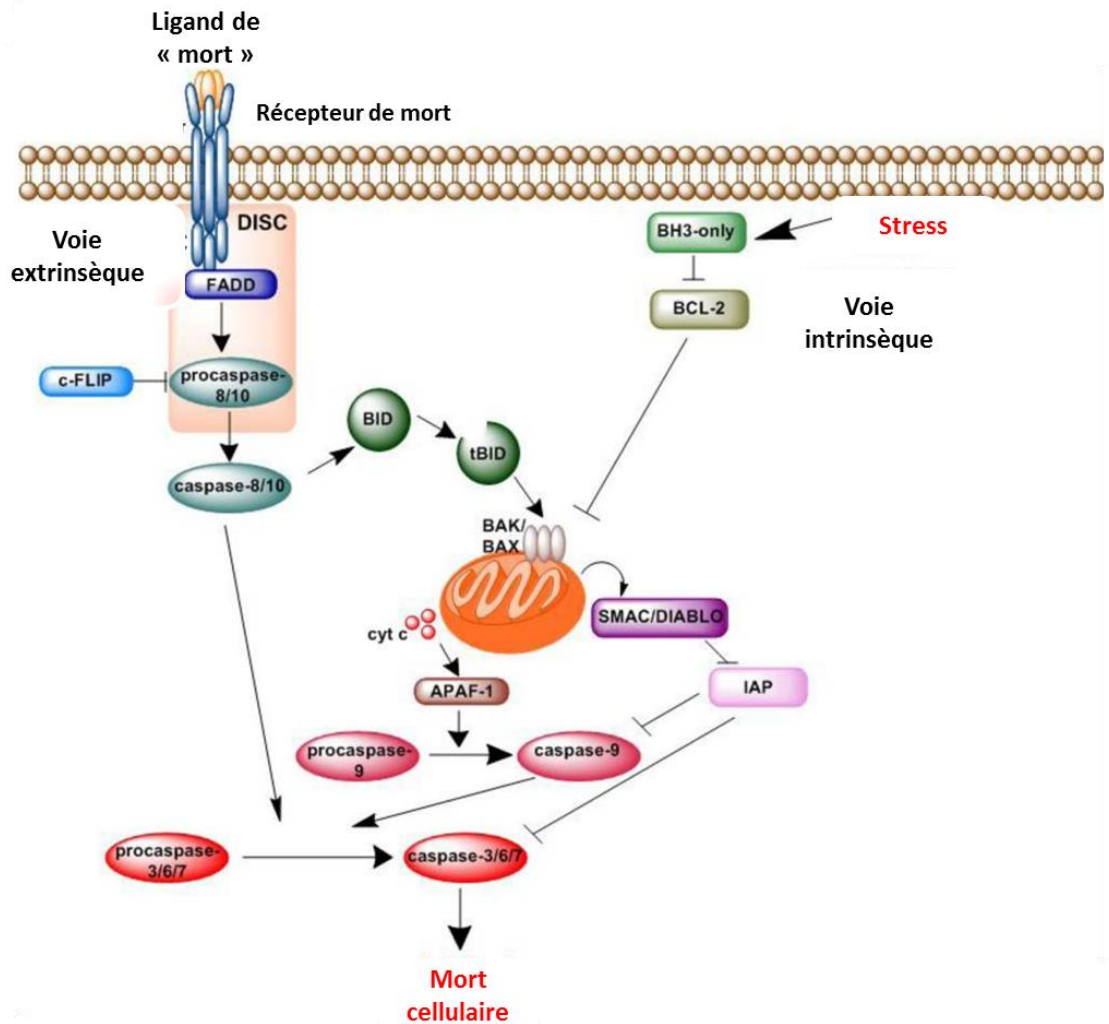 Ligand de
« mort »
Récepteur de mort
DISC
Voie
extrinsèque
FADD
BH3-only
Stress
BCL-2
Voie
intrinsèque
c-FLIP
procaspase-
8/10
BID
tBID
caspase-8/10
BAK/
BAX
SMAC/DIABLO
cyt c
APAF-1
IAP
procaspase-
9
caspase-9
procaspase-
3/6/7
caspase-3/6/7
Mort
cellulaire